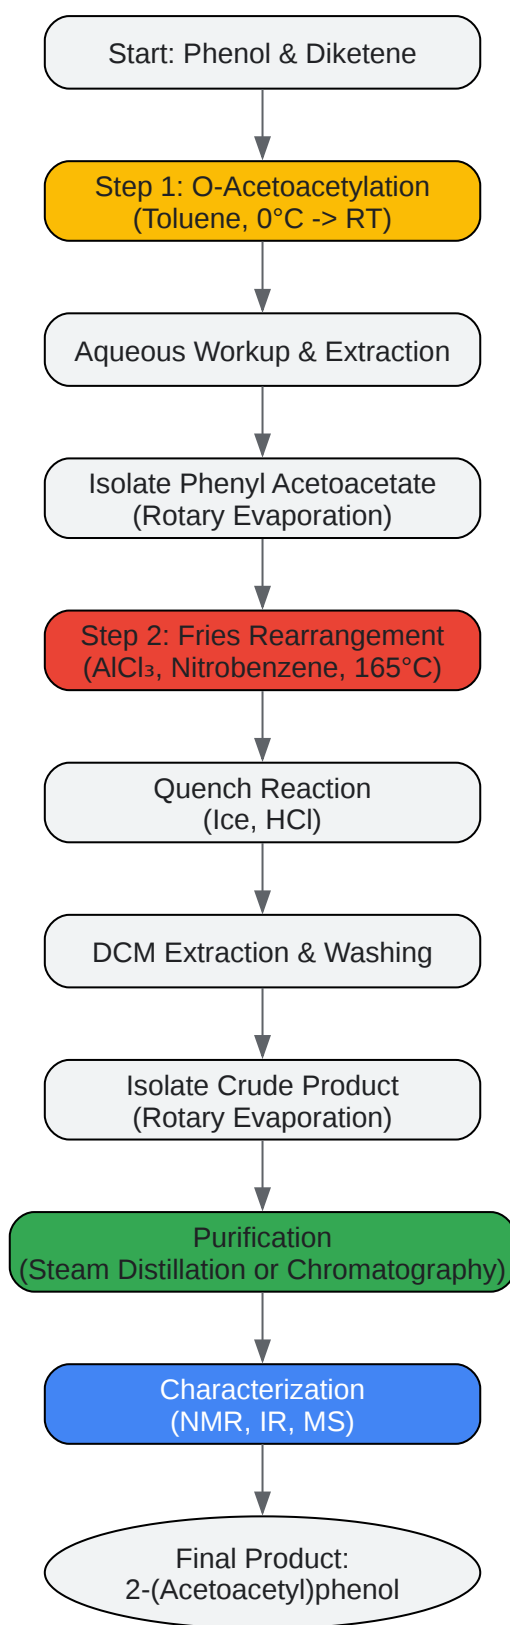 Start: Phenol & Diketene
Step 1: O-Acetoacetylation
(Toluene, 0°C -> RT)
Aqueous Workup & Extraction
Isolate Phenyl Acetoacetate
(Rotary Evaporation)
Step 2: Fries Rearrangement
(AlCl₃, Nitrobenzene, 165°C)
Quench Reaction
(Ice, HCl)
DCM Extraction & Washing
Isolate Crude Product
(Rotary Evaporation)
Purification
(Steam Distillation or Chromatography)
Characterization
(NMR, IR, MS)
Final Product:
2-(Acetoacetyl)phenol